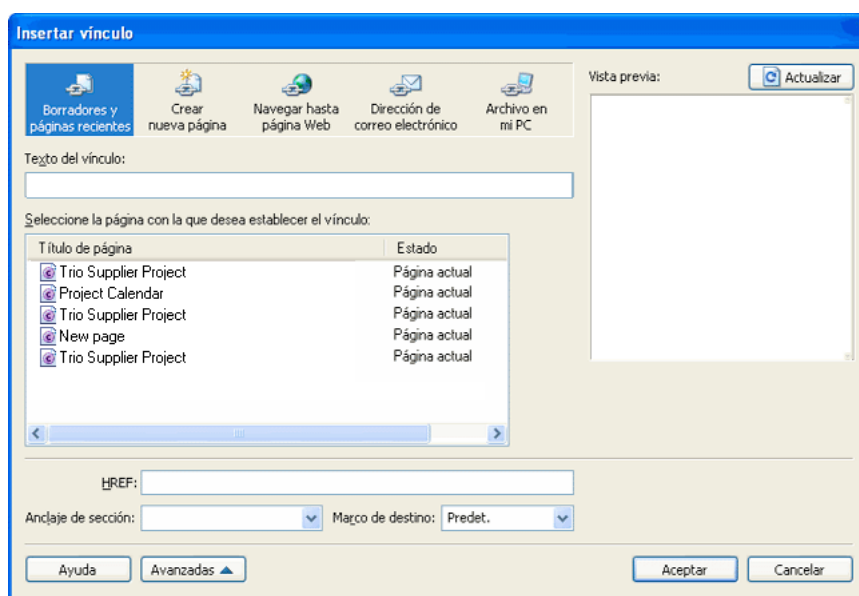 Insertar vínculo
Borradores y
páginas recientes
Crear
nueva página
Navegar hasta
página Web
Dirección de
correo electrónico
Archivo en
mi PC
Vista previa:
Actualizar
Texto del vínculo:
Seleccione la página con la que desea establecer el vínculo:
Título de página Estado
Trio Supplier Project Página actual
Project Calendar Página actual
Trio Supplier Project Página actual
New page Página actual
Trio Supplier Project Página actual
HREF:
Anclaje de sección: Marco de destino: Predet.
Ayuda Avanzadas Aceptar Cancelar